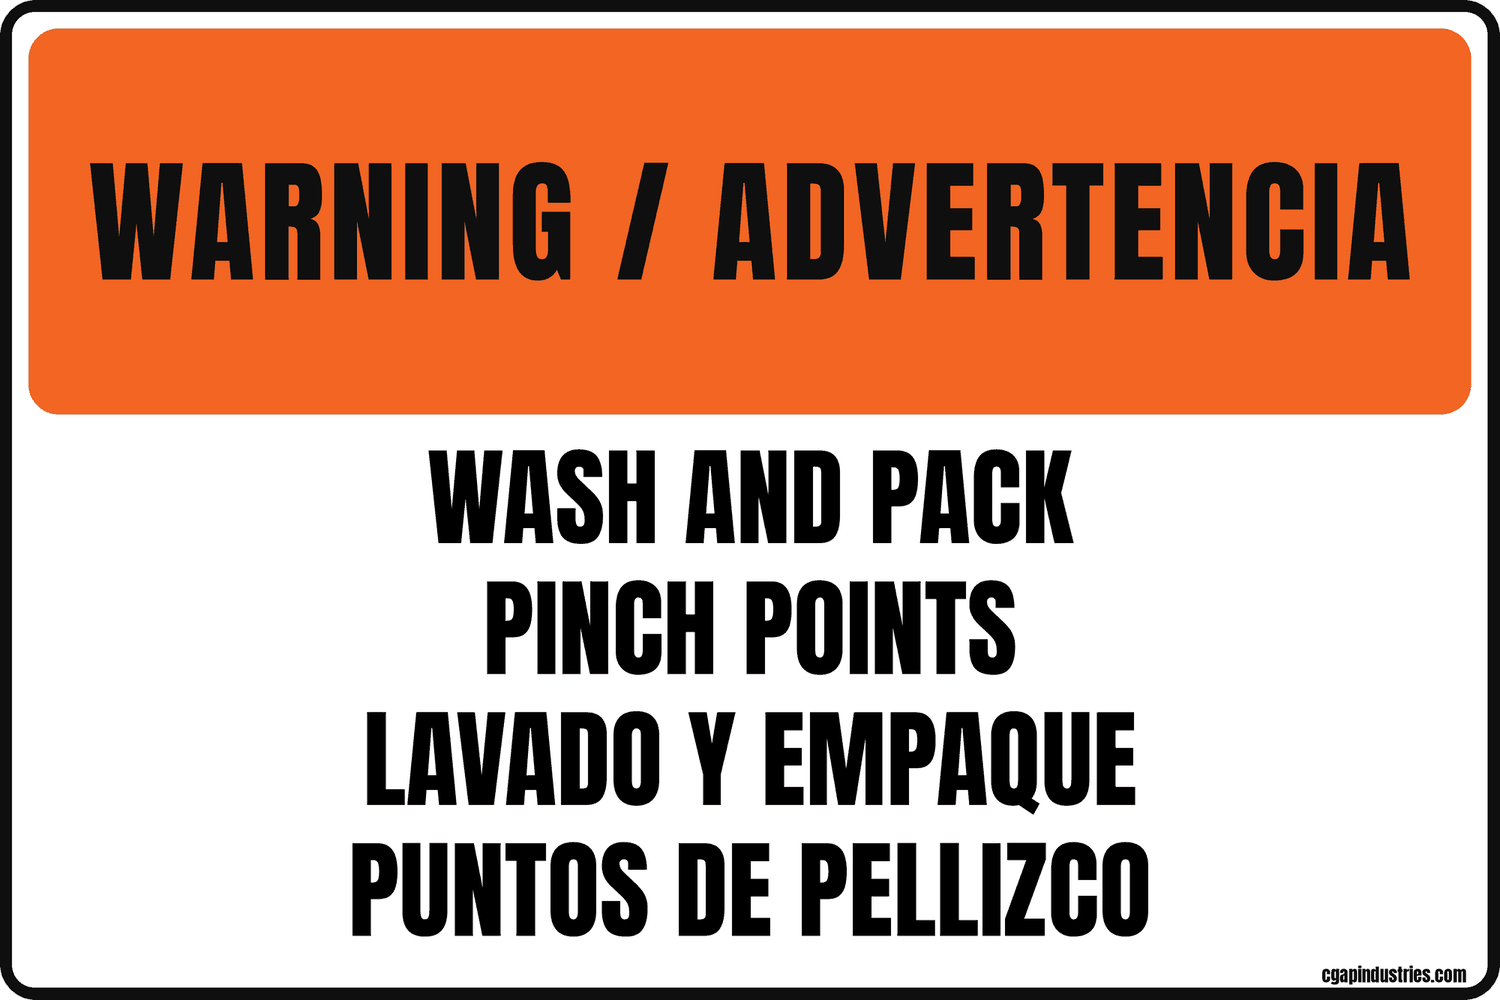 WARNING / ADVERTENCIA
WASH AND PACK
PINCH POINTS
LAVADO Y EMPAQUE
PUNTOS DE PELLIZCO
cgapindustries.com